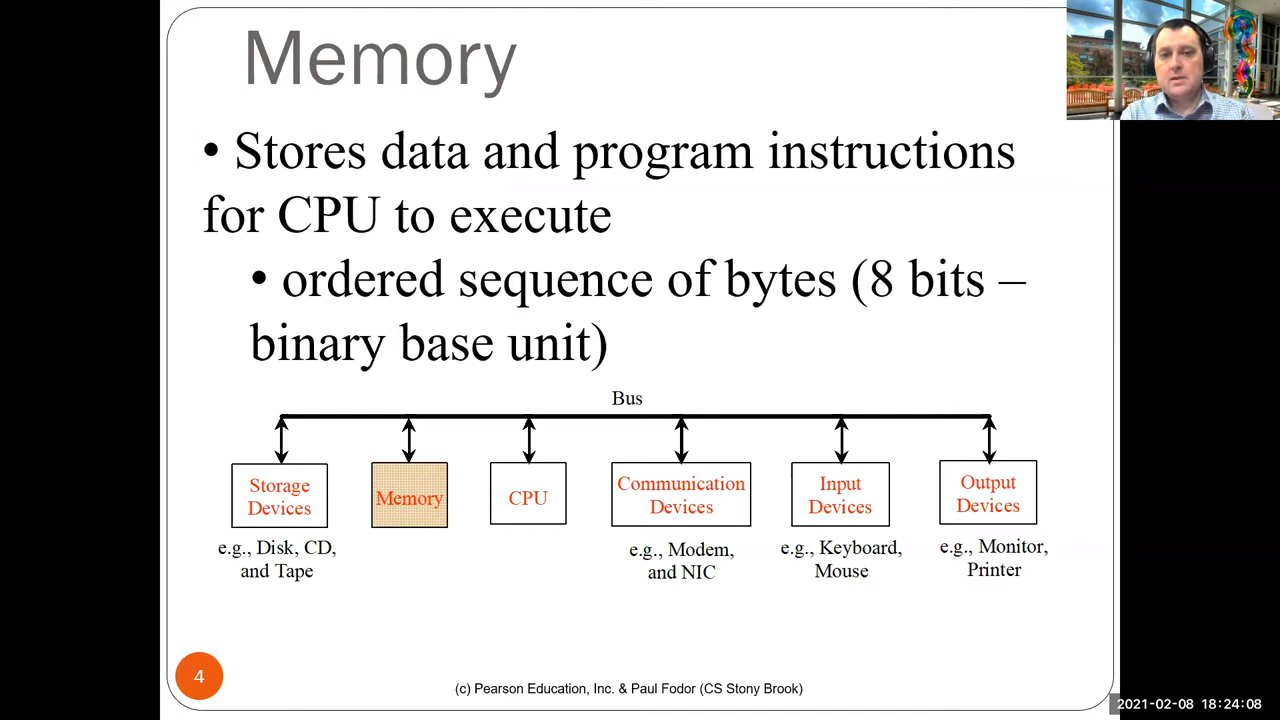 Memory
• Stores data and program instructions
for CPU to execute
• ordered sequence of bytes (8 bits –
binary base unit)
Bus
Storage
Devices
Memory
CPU
Communication
Devices
Input
Devices
Output
Devices
e.g., Disk, CD,
and Tape
e.g., Modem,
and NIC
e.g., Keyboard,
Mouse
e.g., Monitor,
Printer
4
(c) Pearson Education, Inc. & Paul Fodor (CS Stony Brook)
2021-02-08 18:24:08